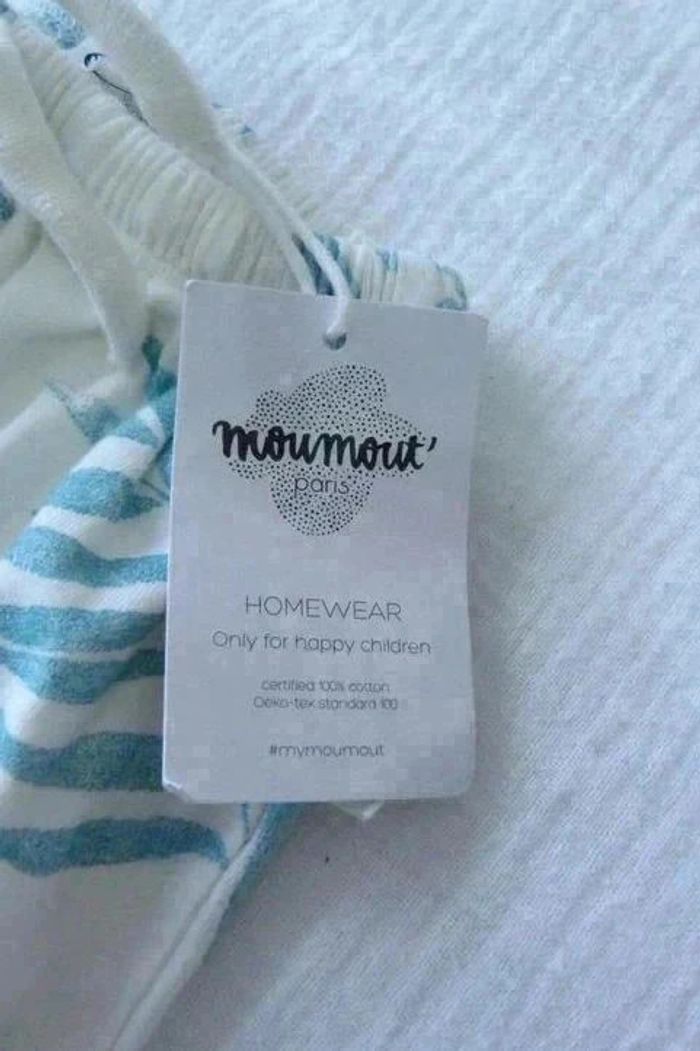 moumout'
paris
HOMEWEAR
Only for happy children
certified 100% cotton
Oeko-tex standard 100
#mymoumout